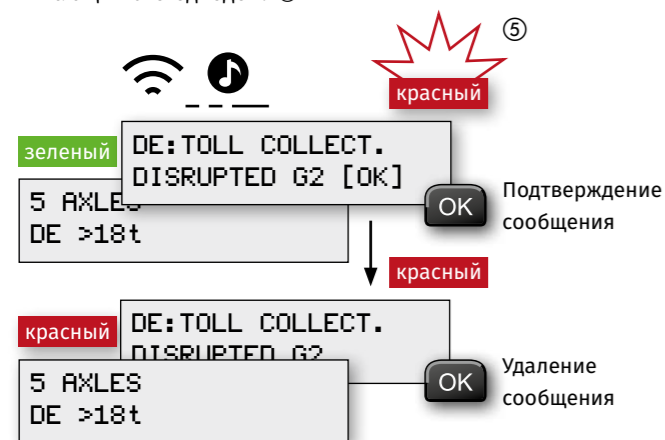 ⑤
красный
зеленый
DE:TOLL COLLECT.
DISRUPTED G2 [OK]
5 AXLES
DE >18t
OK
Подтверждение
сообщения
красный
красный
DE:TOLL COLLECT.
DISRUPTED G2
5 AXLES
DE >18t
OK
Удаление
сообщения